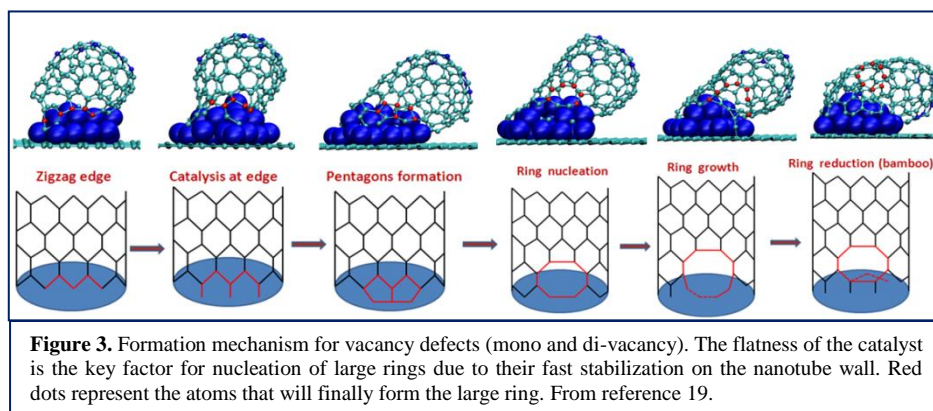 Zigzag edge
Catalysis at edge
Pentagons formation
Ring nucleation
Ring growth
Ring reduction (bamboo)
Figure 3. Formation mechanism for vacancy defects (mono and di-vacancy). The flatness of the catalyst
is the key factor for nucleation of large rings due to their fast stabilization on the nanotube wall. Red
dots represent the atoms that will finally form the large ring. From reference 19.